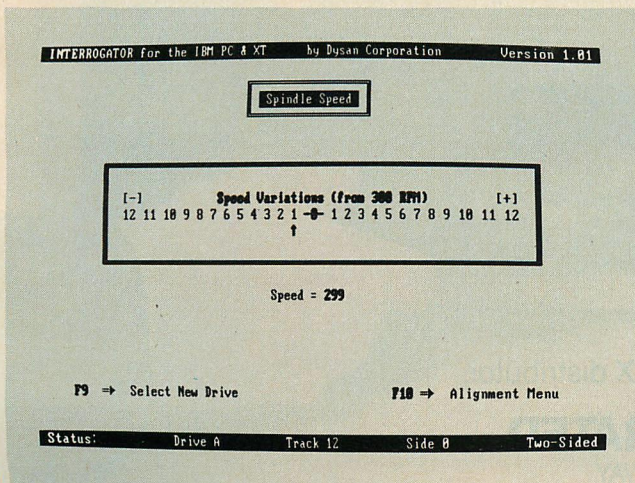 INTERROGATOR for the IBM PC & XT by Dysan Corporation Version 1.01
Spindle Speed
[-] Speed Variations (from 300 RPM) [+]
12 11 10 9 8 7 6 5 4 3 2 1 -0- 1 2 3 4 5 6 7 8 9 10 11 12
↑
Speed = 299
F9 ⇒ Select New Drive F10 ⇒ Alignment Menu
Status: Drive A Track 12 Side 0 Two-Sided